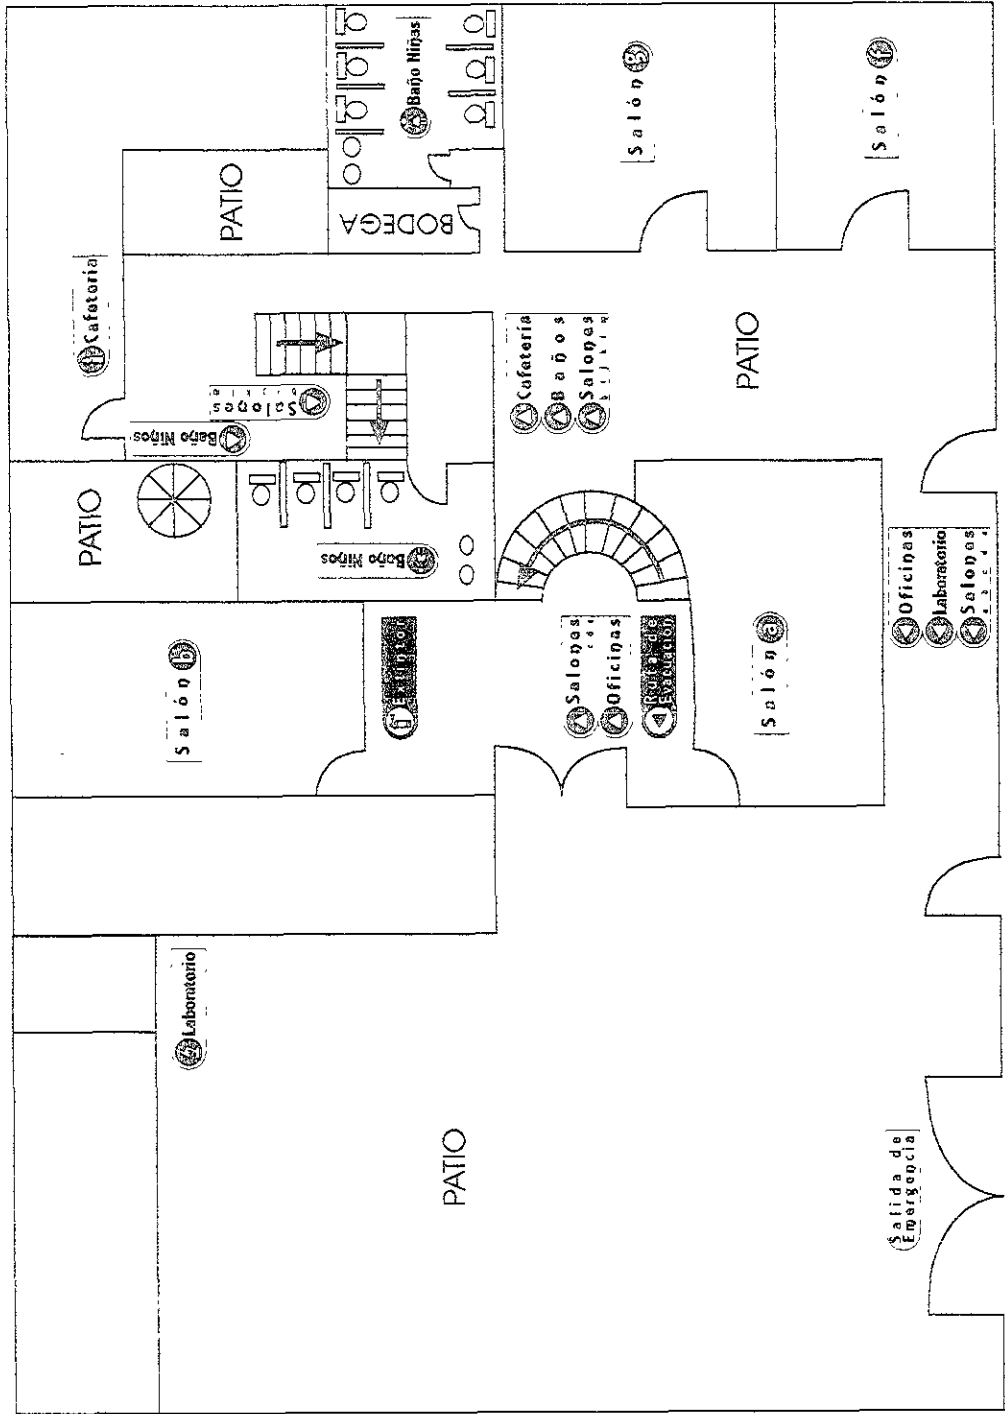 Baño Niñas
Salón g
Salón f
PATIO
BODEGA
Cafetería
Salones
Baño Niños
Cafetería
Baños
Salones
PATIO
PATIO
Baño Niños
Salón b
Extintor
Salones
c d e
Oficinas
Ruta de
Evacuación
Salón a
Oficinas
Laboratorio
Salones
Laboratorio
PATIO
Salida de
Emergencia